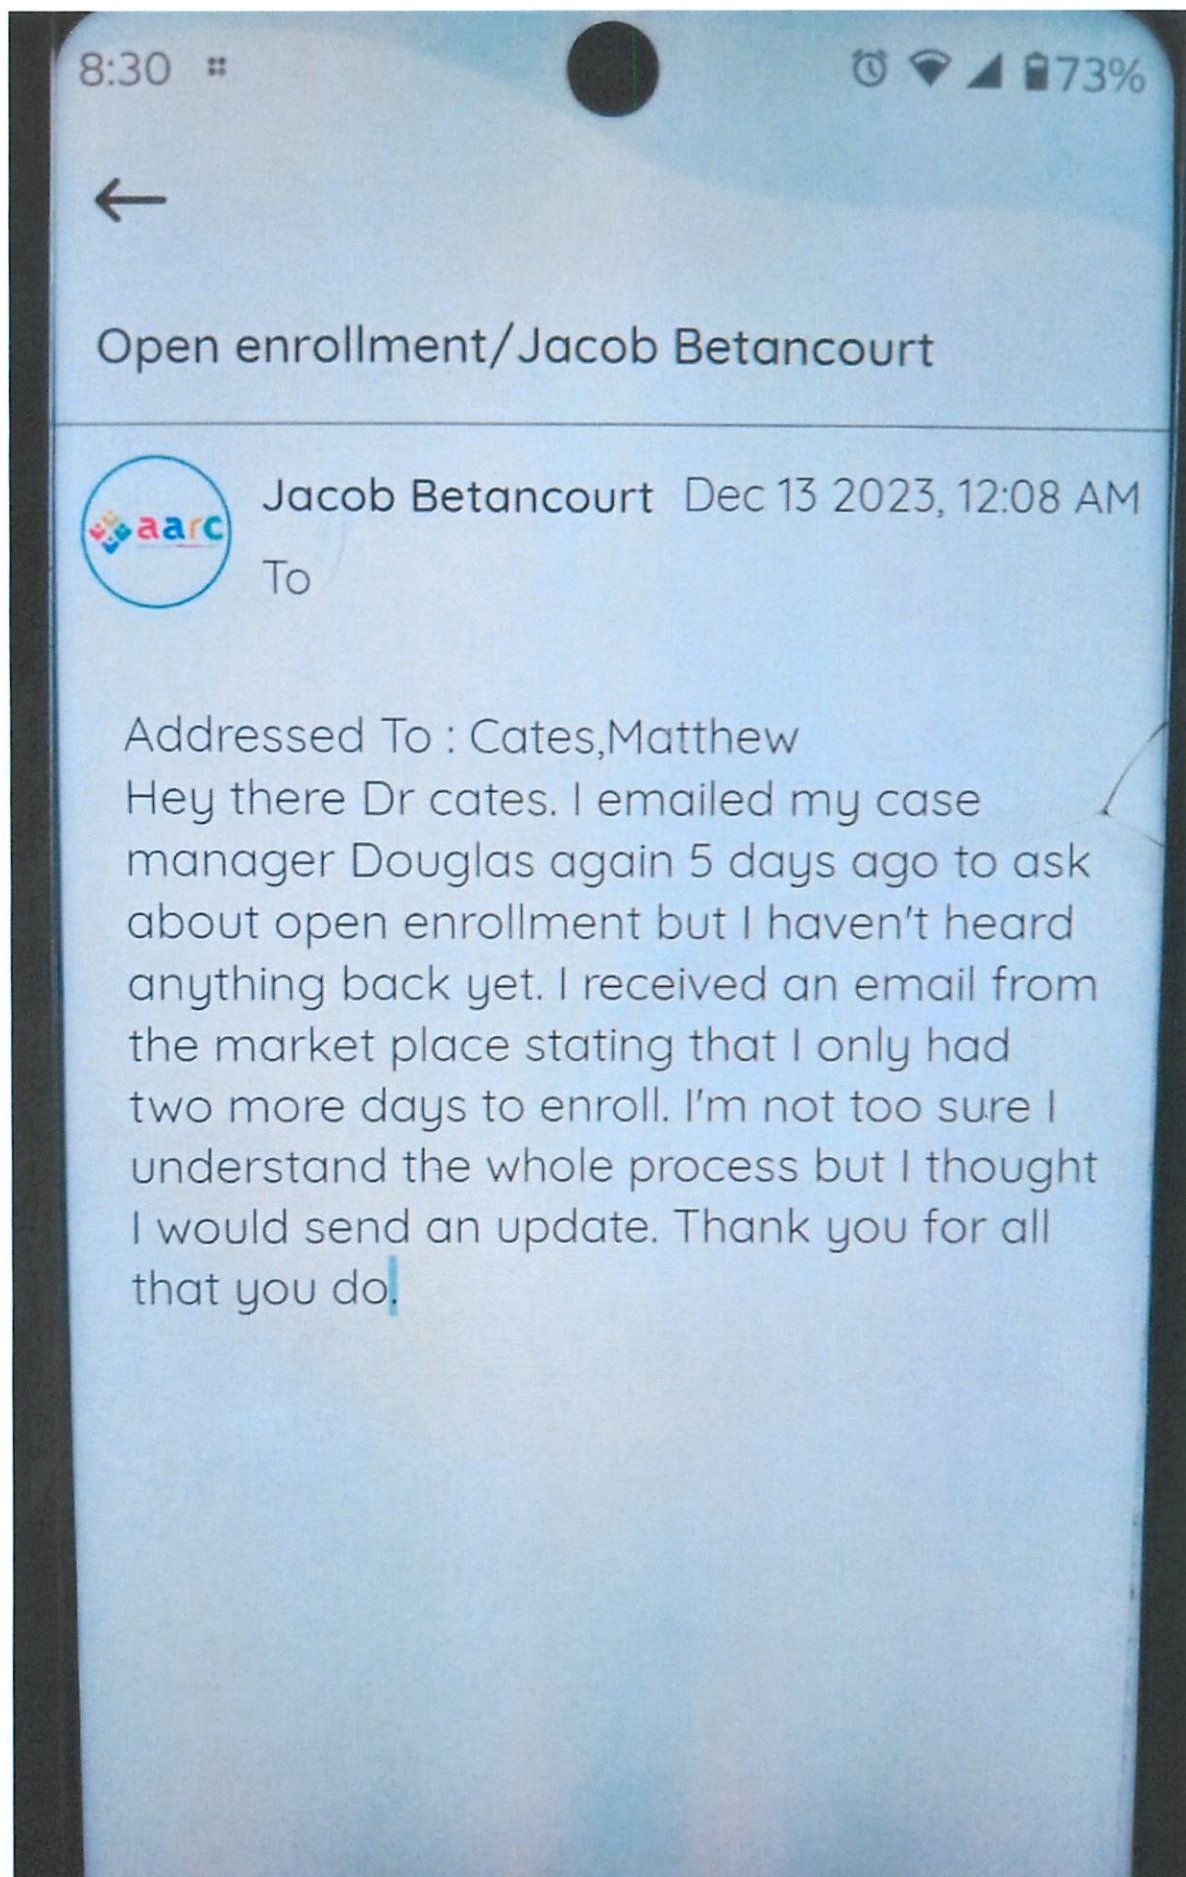 8:30
73%
Open enrollment/Jacob Betancourt
aarc
Jacob Betancourt Dec 13 2023, 12:08 AM
To
Addressed To : Cates,Matthew
Hey there Dr cates. I emailed my case
manager Douglas again 5 days ago to ask
about open enrollment but I haven't heard
anything back yet. I received an email from
the market place stating that I only had
two more days to enroll. I'm not too sure I
understand the whole process but I thought
I would send an update. Thank you for all
that you do.